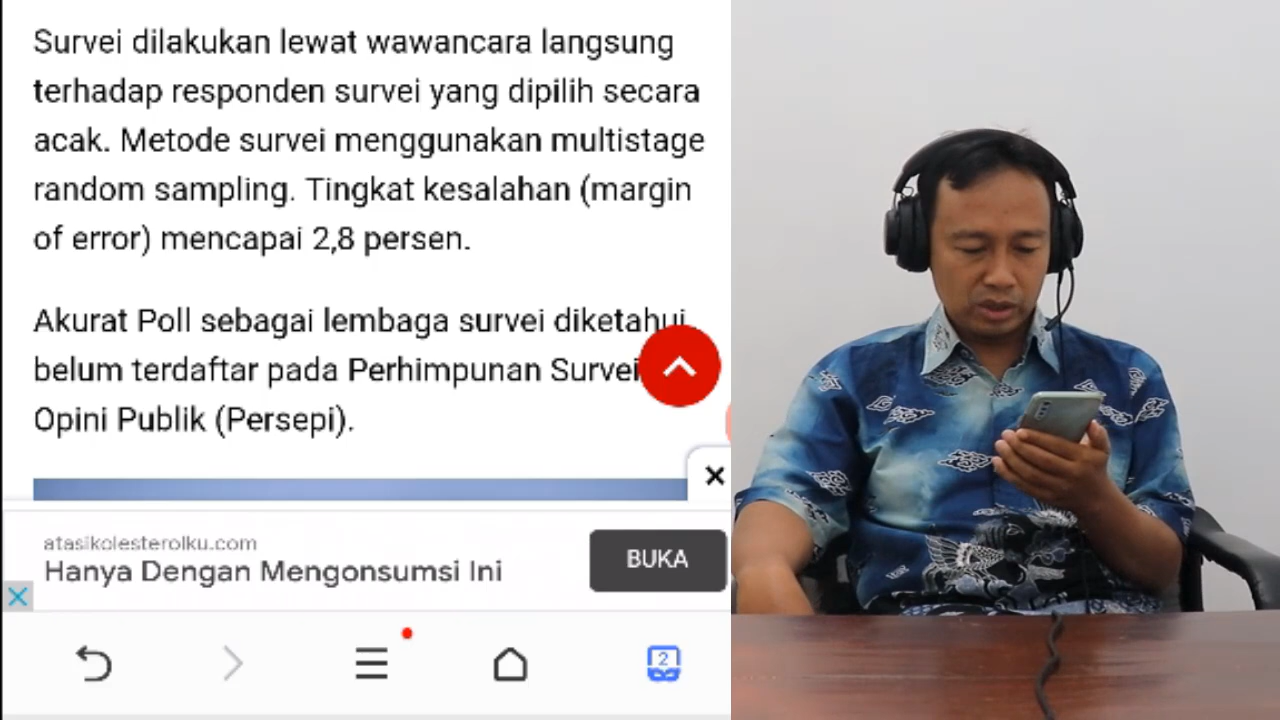 Survei dilakukan lewat wawancara langsung
terhadap responden survei yang dipilih secara
acak. Metode survei menggunakan multistage
random sampling. Tingkat kesalahan (margin
of error) mencapai 2,8 persen.
Akurat Poll sebagai lembaga survei diketahui
belum terdaftar pada Perhimpunan Survei
Opini Publik (Persepi).
atasikolesterolku.com
Hanya Dengan Mengonsumsi Ini
BUKA
2